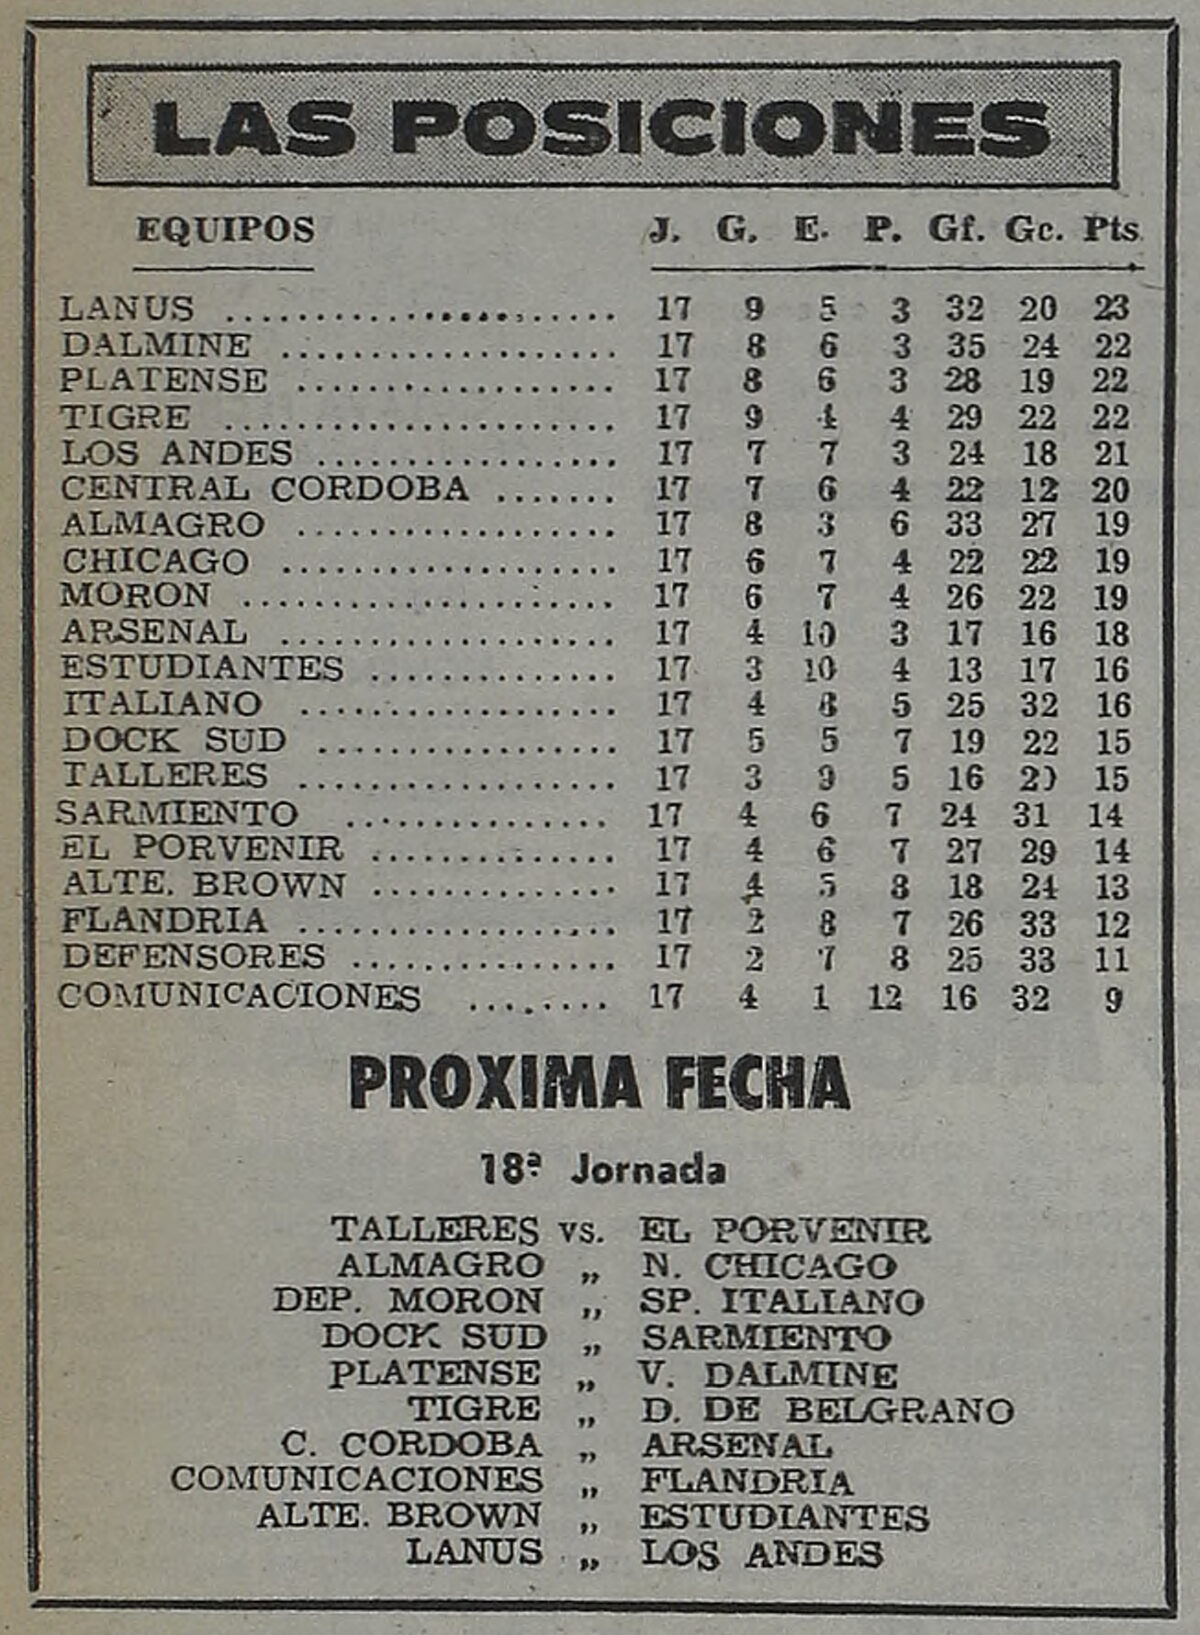 LAS POSICIONES
EQUIPOS J. G. E. P. Gf. Gc. Pts.
LANUS .................... 17 9 5 3 32 20 23
DALMINE .................... 17 8 6 3 35 24 22
PLATENSE .................... 17 8 6 3 28 19 22
TIGRE .................... 17 9 4 4 29 22 22
LOS ANDES .................. 17 7 7 3 24 18 21
CENTRAL CORDOBA ....... 17 7 6 4 22 12 20
ALMAGRO ................... 17 8 3 6 33 27 19
CHICAGO .................... 17 6 7 4 22 22 19
MORON ...................... 17 6 7 4 26 22 19
ARSENAL .................... 17 4 10 3 17 16 18
ESTUDIANTES ............... 17 3 10 4 13 17 16
ITALIANO ................... 17 4 8 5 25 32 16
DOCK SUD .................. 17 5 5 7 19 22 15
TALLERES ................... 17 3 9 5 16 20 15
SARMIENTO ................ 17 4 6 7 24 31 14
EL PORVENIR ............... 17 4 6 7 27 29 14
ALTE. BROWN ............... 17 4 5 8 18 24 13
FLANDRIA ................... 17 2 8 7 26 33 12
DEFENSORES ................ 17 2 7 8 25 33 11
COMUNICACIONES ........ 17 4 1 12 16 32 9
PROXIMA FECHA
18ª Jornada
TALLERES vs. EL PORVENIR
ALMAGRO „ N. CHICAGO
DEP. MORON „ SP. ITALIANO
DOCK SUD „ SARMIENTO
PLATENSE „ V. DALMINE
TIGRE „ D. DE BELGRANO
C. CORDOBA „ ARSENAL
COMUNICACIONES „ FLANDRIA
ALTE. BROWN „ ESTUDIANTES
LANUS „ LOS ANDES